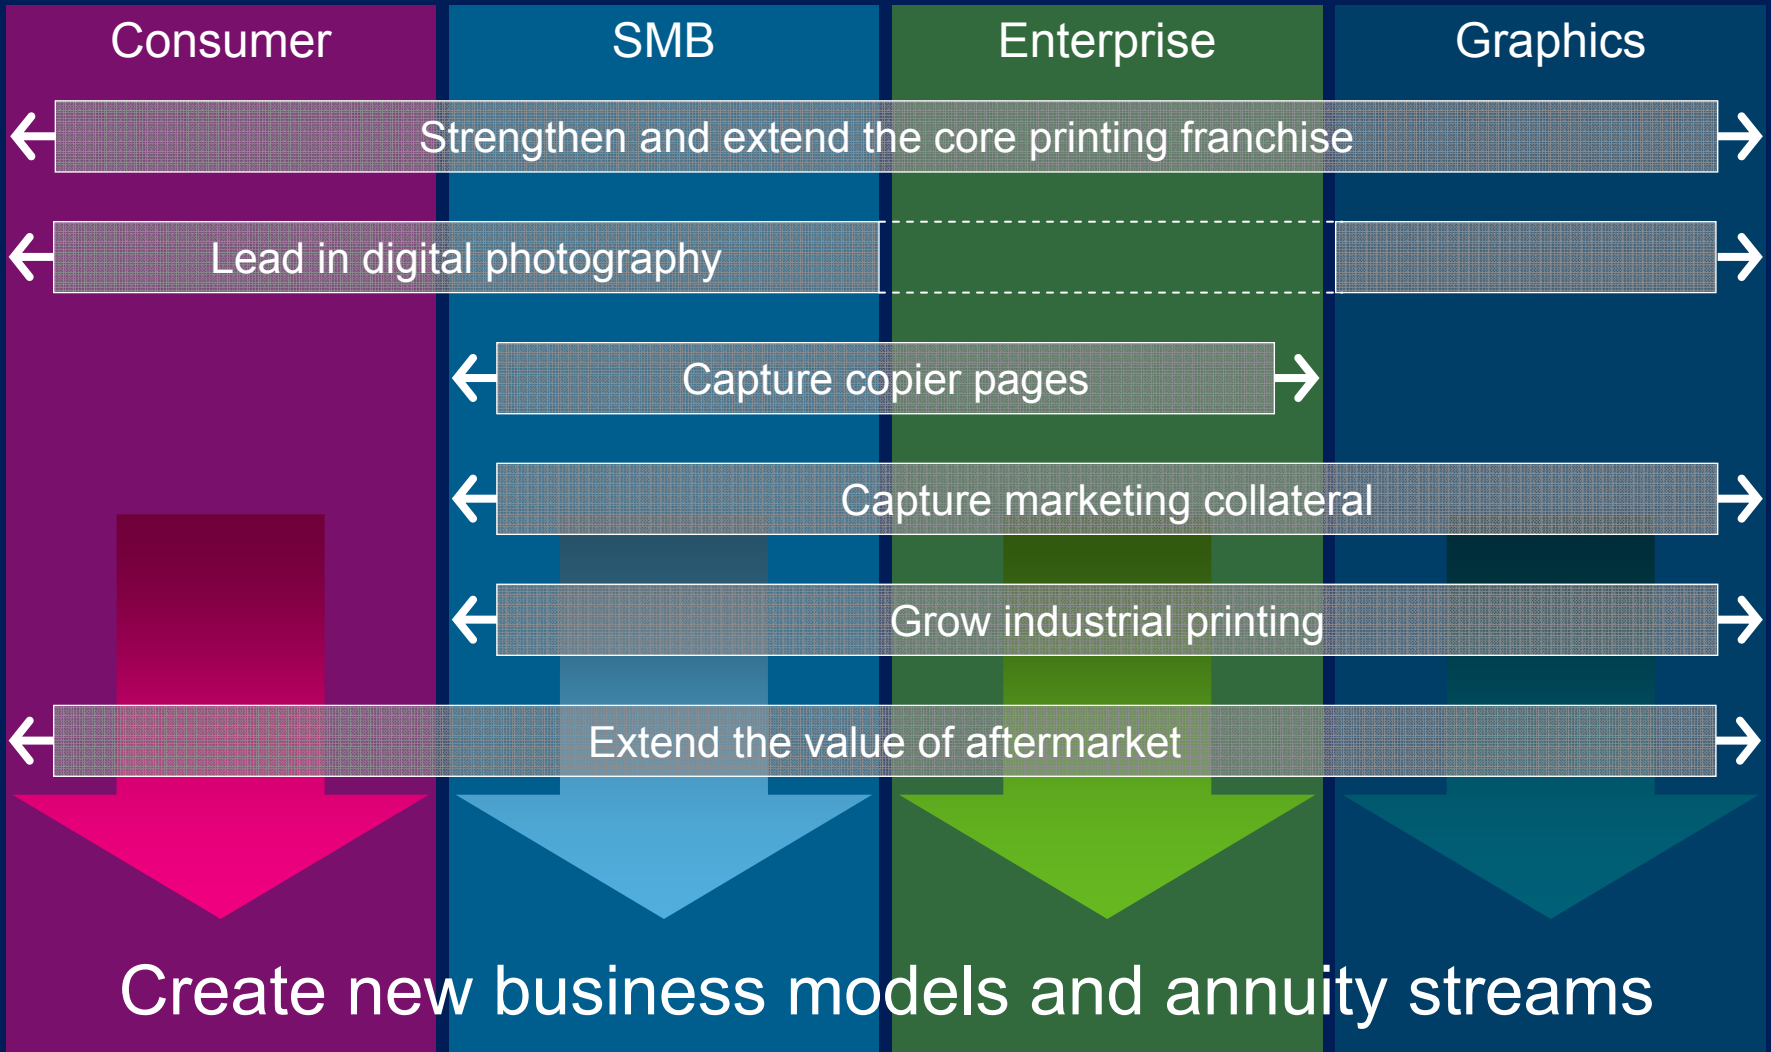 Consumer
SMB
Enterprise
Graphics
Strengthen and extend the core printing franchise
Lead in digital photography
Capture copier pages
Capture marketing collateral
Grow industrial printing
Extend the value of aftermarket
Create new business models and annuity streams